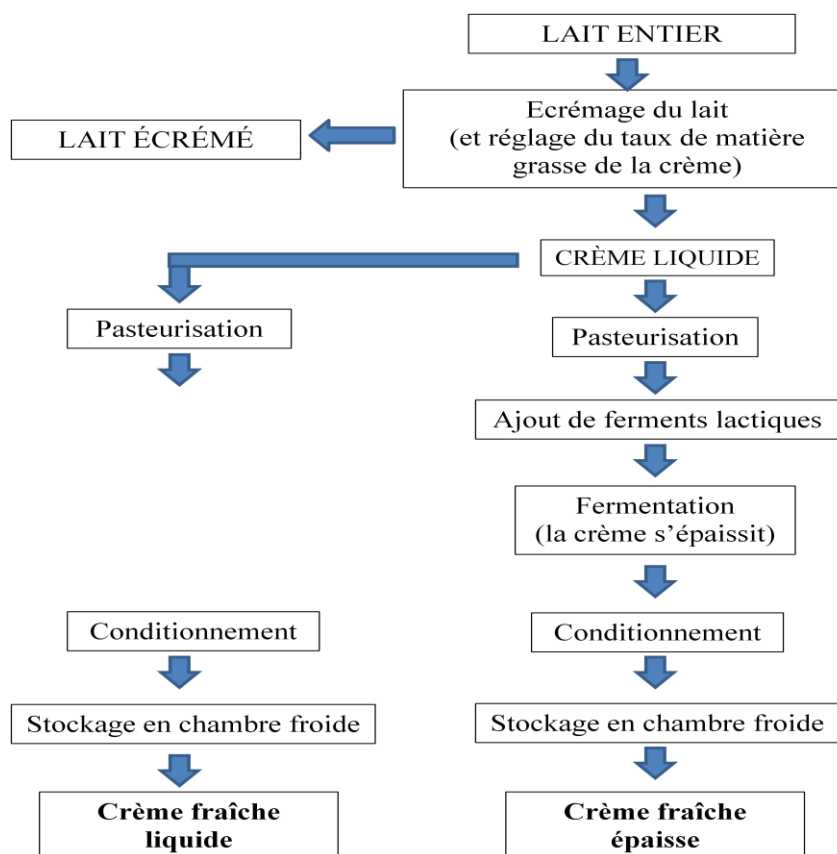 LAIT ENTIER
Ecrémage du lait
(et réglage du taux de matière
grasse de la crème)
LAIT ÉCRÉMÉ
CRÈME LIQUIDE
Pasteurisation
Pasteurisation
Ajout de ferments lactiques
Fermentation
(la crème s’épaissit)
Conditionnement
Conditionnement
Stockage en chambre froide
Stockage en chambre froide
Crème fraîche
liquide
Crème fraîche
épaisse